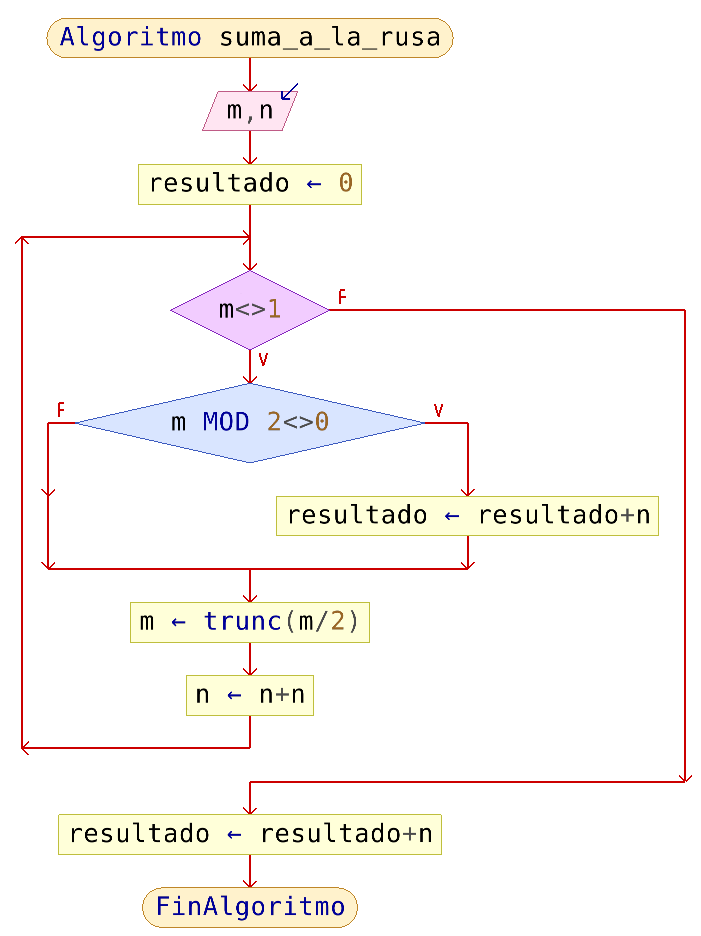 Algoritmo suma_a_la_rusa
m,n
resultado ← 0
m<>1
F
V
F
m MOD 2<>0
V
resultado ← resultado+n
m ← trunc(m/2)
n ← n+n
resultado ← resultado+n
FinAlgoritmo